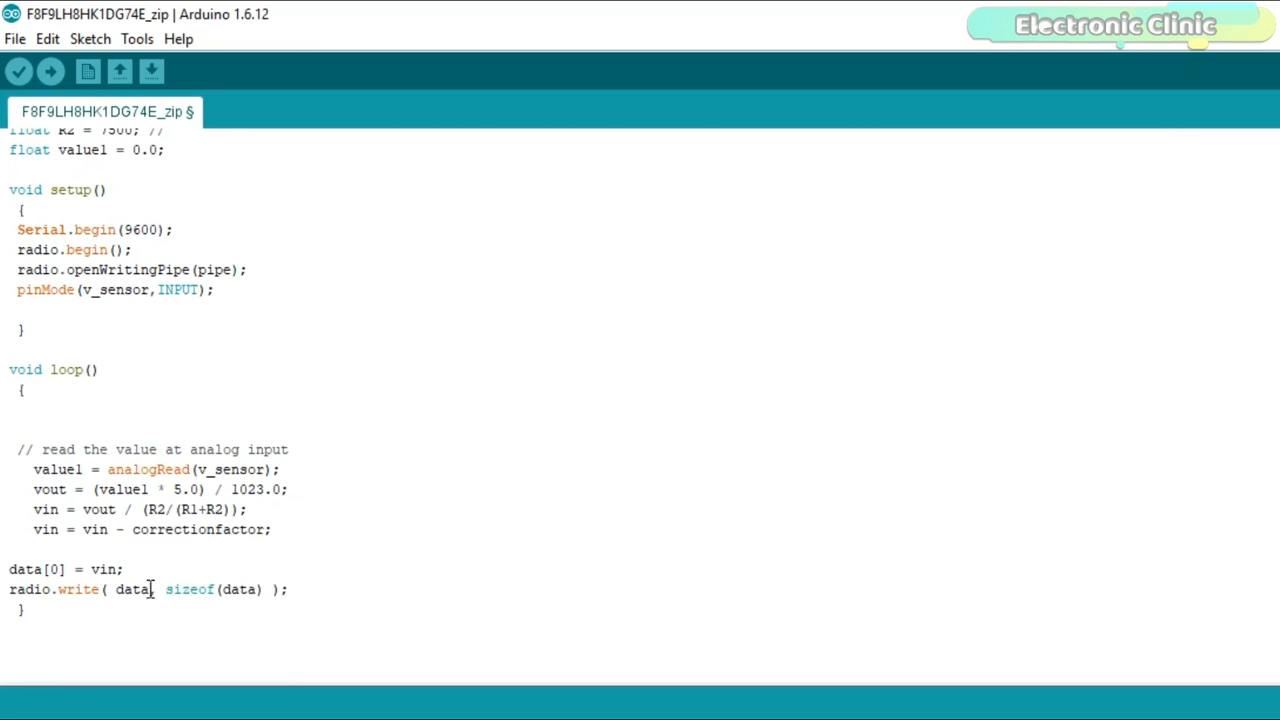 F8F9LH8HK1DG74E_zip | Arduino 1.6.12
Electronic Clinic
File Edit Sketch Tools Help
F8F9LH8HK1DG74E_zip §
float R2 = 7500; //
float value1 = 0.0;
void setup()
{
Serial.begin(9600);
radio.begin();
radio.openWritingPipe(pipe);
pinMode(v_sensor,INPUT);
}
void loop()
{
// read the value at analog input
value1 = analogRead(v_sensor);
vout = (value1 * 5.0) / 1023.0;
vin = vout / (R2/(R1+R2));
vin = vin - correctionfactor;
data[0] = vin;
radio.write( data, sizeof(data) );
}